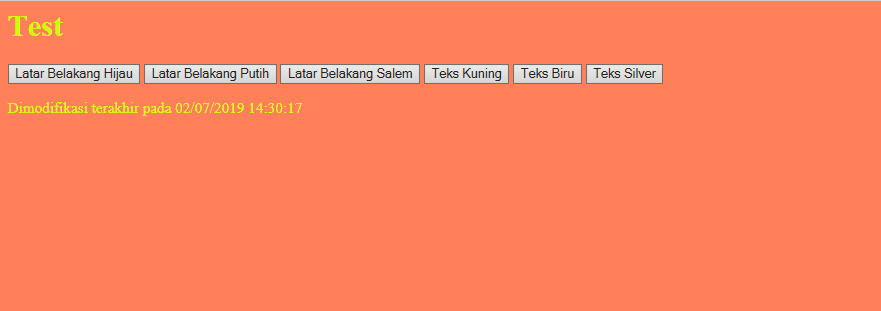 Test
Latar Belakang Hijau Latar Belakang Putih Latar Belakang Salem Teks Kuning Teks Biru Teks Silver
Dimodifikasi terakhir pada 02/07/2019 14:30:17